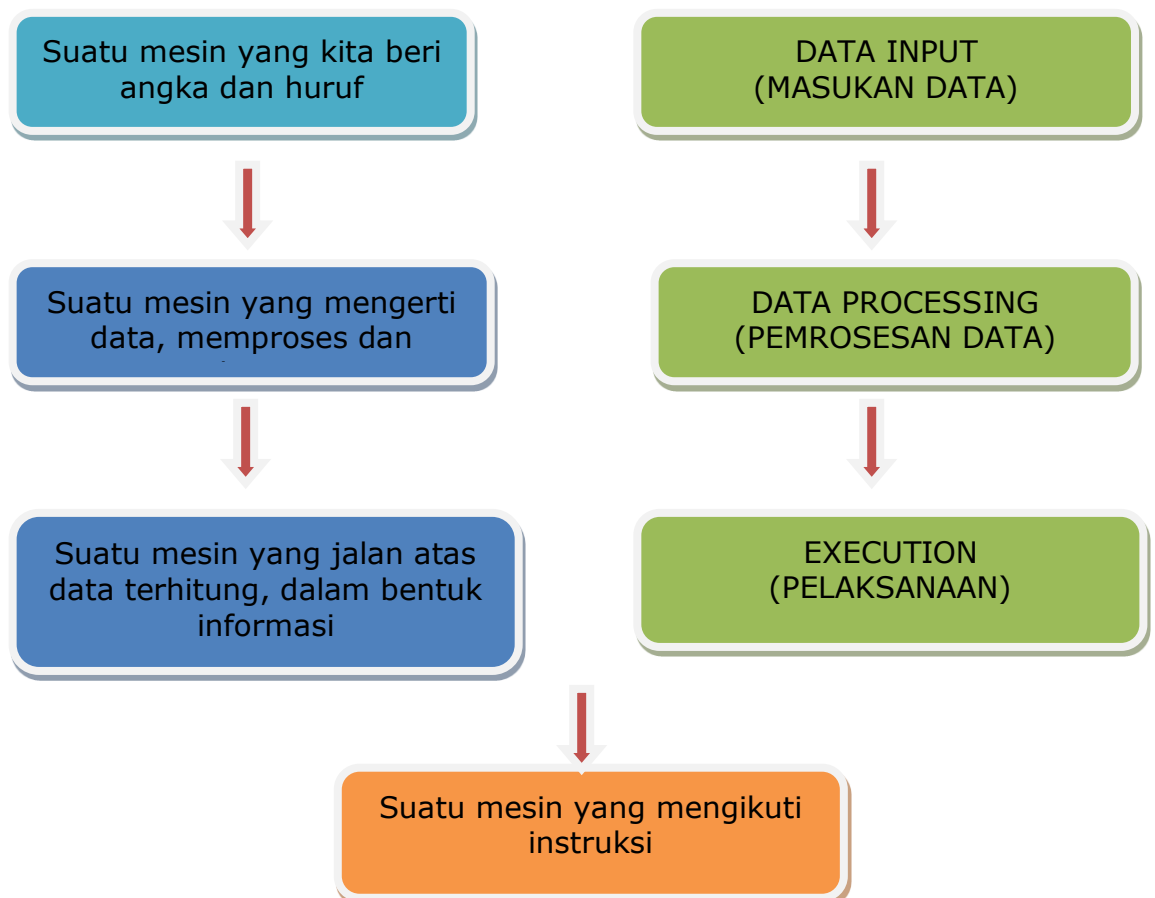 Suatu mesin yang kita beri
angka dan huruf
DATA INPUT
(MASUKAN DATA)
Suatu mesin yang mengerti
data, memproses dan
DATA PROCESSING
(PEMROSESAN DATA)
Suatu mesin yang jalan atas
data terhitung, dalam bentuk
informasi
EXECUTION
(PELAKSANAAN)
Suatu mesin yang mengikuti
instruksi